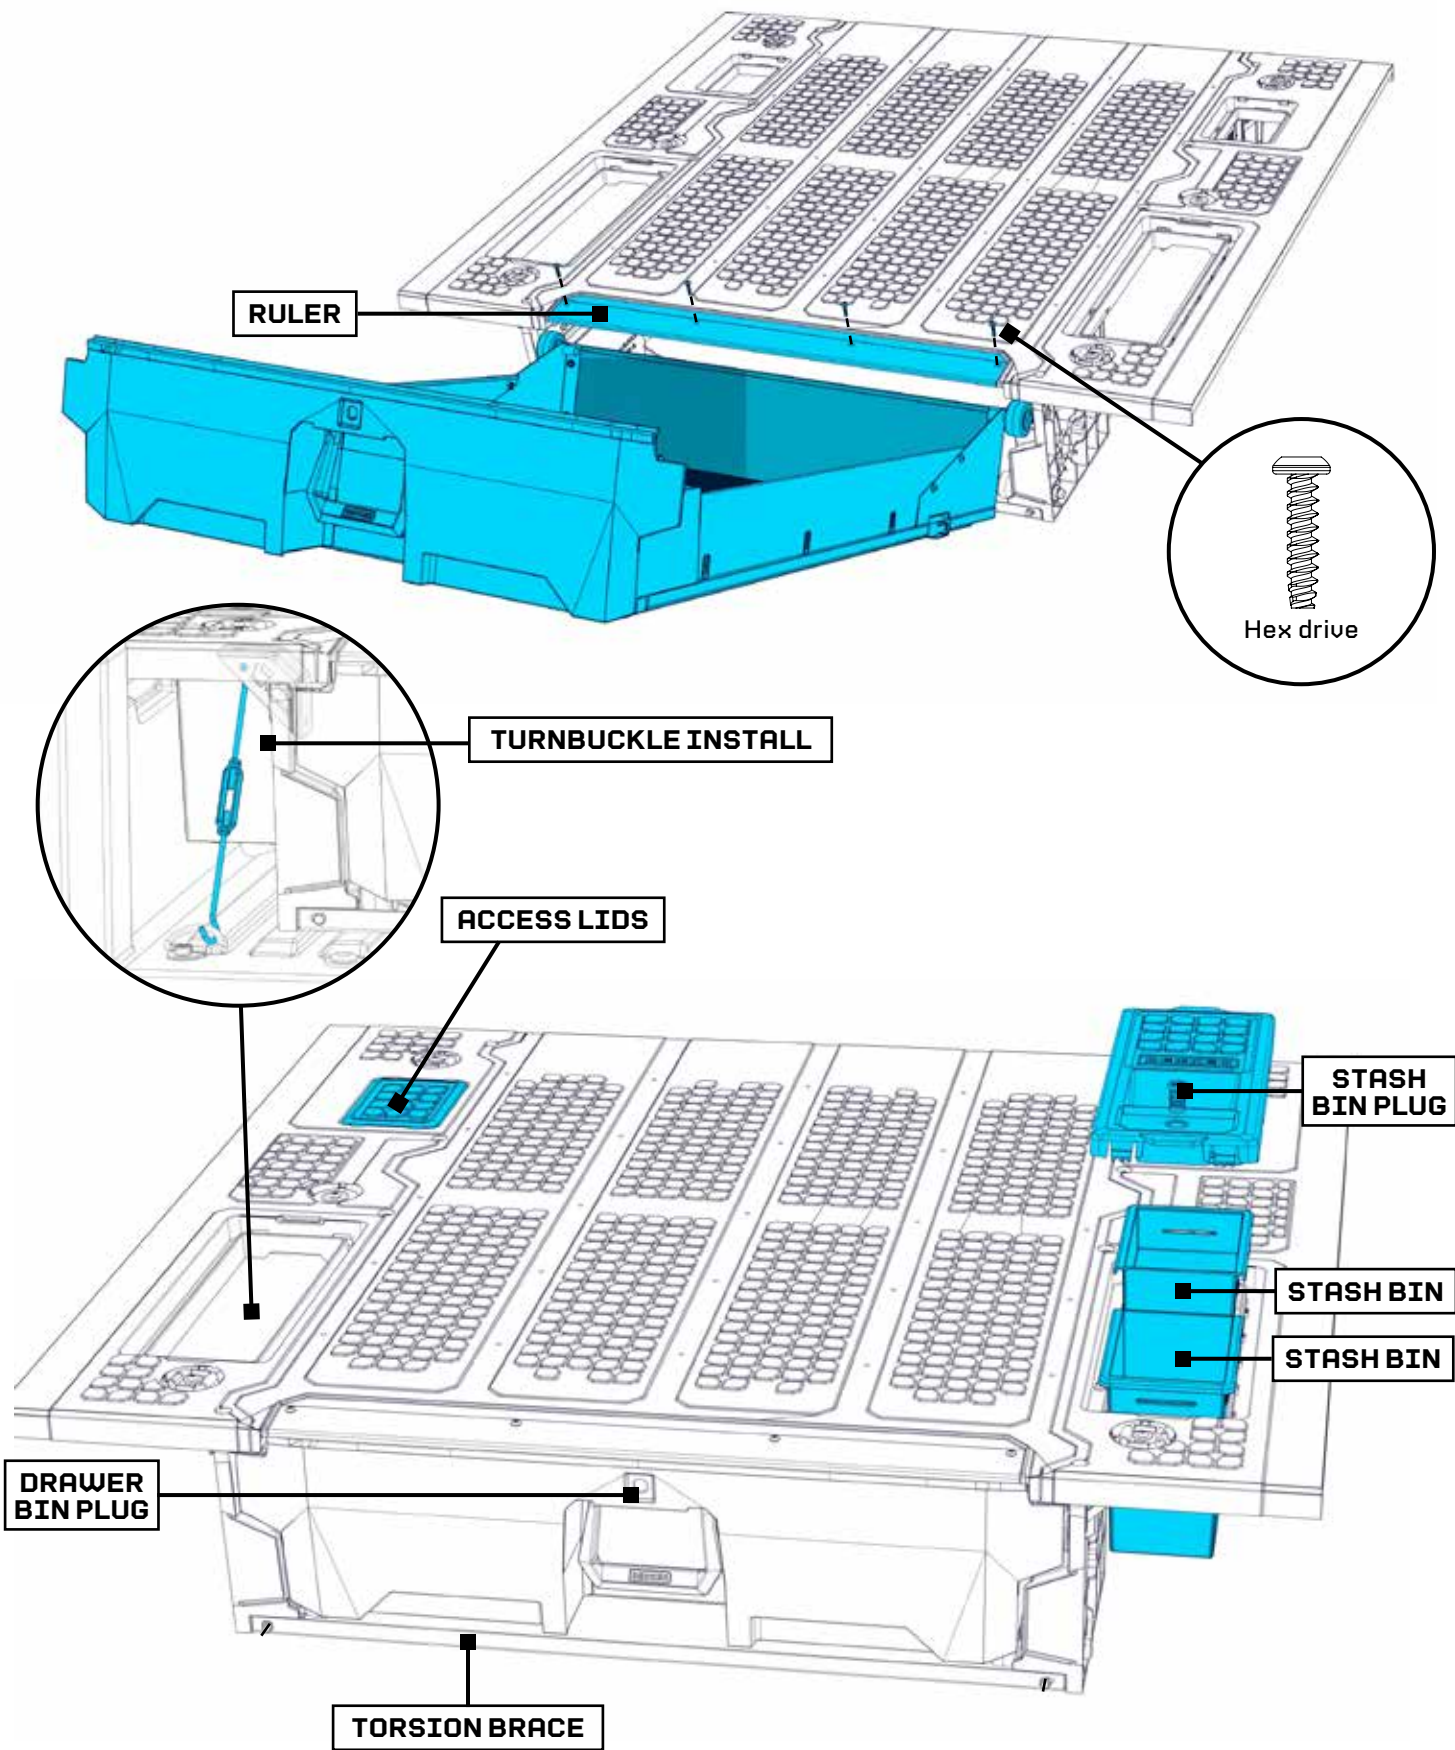 RULER
Hex drive
TURNBUCKLE INSTALL
ACCESS LIDS
STASH
BIN PLUG
STASH BIN
STASH BIN
DRAWER
BIN PLUG
TORSION BRACE